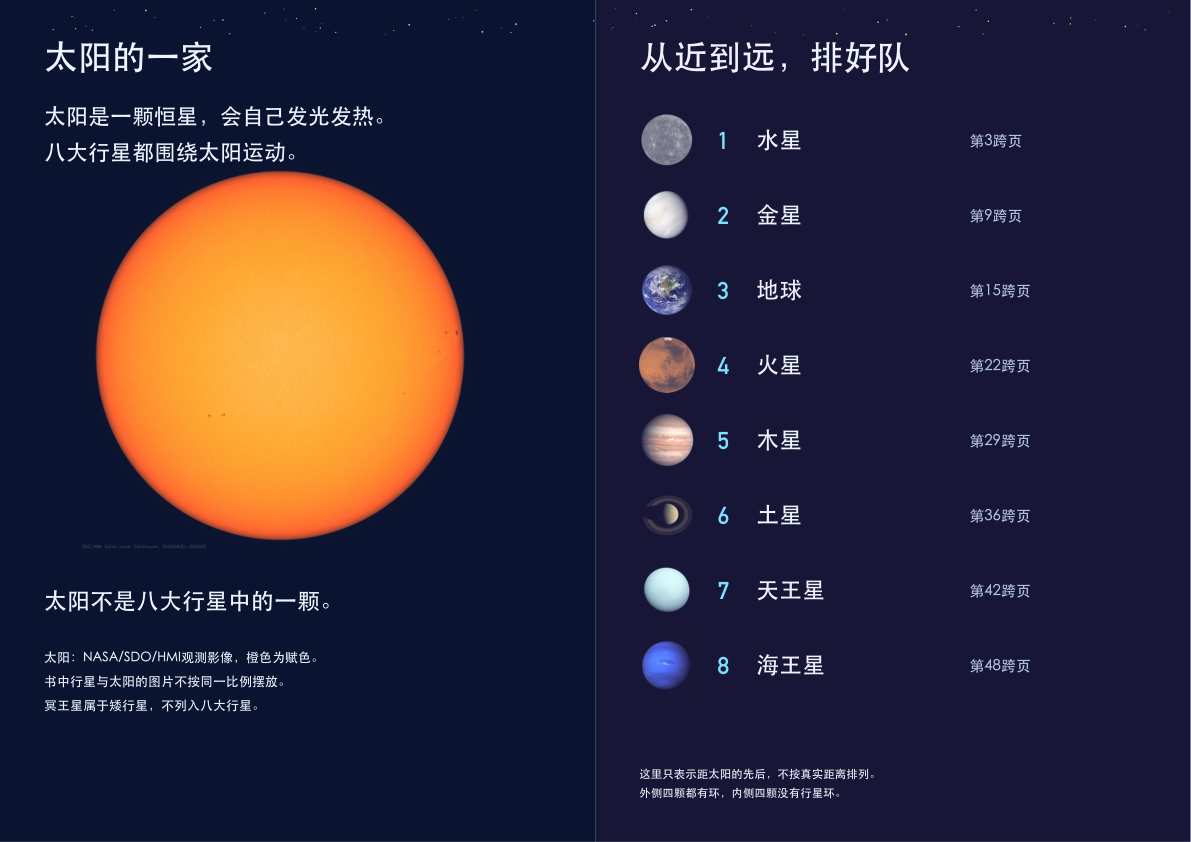 太阳的一家
太阳是一颗恒星，会自己发光发热。
八大行星都围绕太阳运动。
太阳不是八大行星中的一颗。
太阳：NASA/SDO/HMI观测影像，橙色为赋色。
书中行星与太阳的图片不按同一比例摆放。
冥王星属于矮行星，不列入八大行星。
从近到远，排好队
1 水星 第3跨页
2 金星 第9跨页
3 地球 第15跨页
4 火星 第22跨页
5 木星 第29跨页
6 土星 第36跨页
7 天王星 第42跨页
8 海王星 第48跨页
这里只表示距太阳的先后，不按真实距离排列。
外侧四颗都有环，内侧四颗没有行星环。